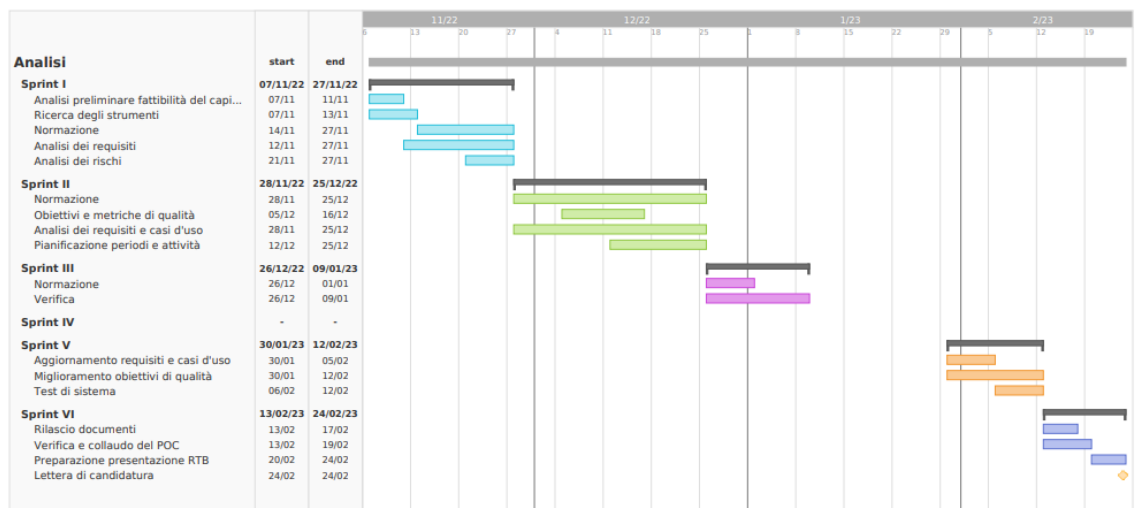 11/22 12/22 1/23 2/23
6 13 20 27 4 11 18 25 1 8 15 22 29 5 12 19
Analisi start end
Sprint I 07/11/22 27/11/22
Analisi preliminare fattibilità del capi... 07/11 11/11
Ricerca degli strumenti 07/11 13/11
Normazione 14/11 27/11
Analisi dei requisiti 12/11 27/11
Analisi dei rischi 21/11 27/11
Sprint II 28/11/22 25/12/22
Normazione 28/11 25/12
Obiettivi e metriche di qualità 05/12 16/12
Analisi dei requisiti e casi d'uso 28/11 25/12
Pianificazione periodi e attività 12/12 25/12
Sprint III 26/12/22 09/01/23
Normazione 26/12 01/01
Verifica 26/12 09/01
Sprint IV - -
Sprint V 30/01/23 12/02/23
Aggiornamento requisiti e casi d'uso 30/01 05/02
Miglioramento obiettivi di qualità 30/01 12/02
Test di sistema 06/02 12/02
Sprint VI 13/02/23 24/02/23
Rilascio documenti 13/02 17/02
Verifica e collaudo del POC 13/02 19/02
Preparazione presentazione RTB 20/02 24/02
Lettera di candidatura 24/02 24/02